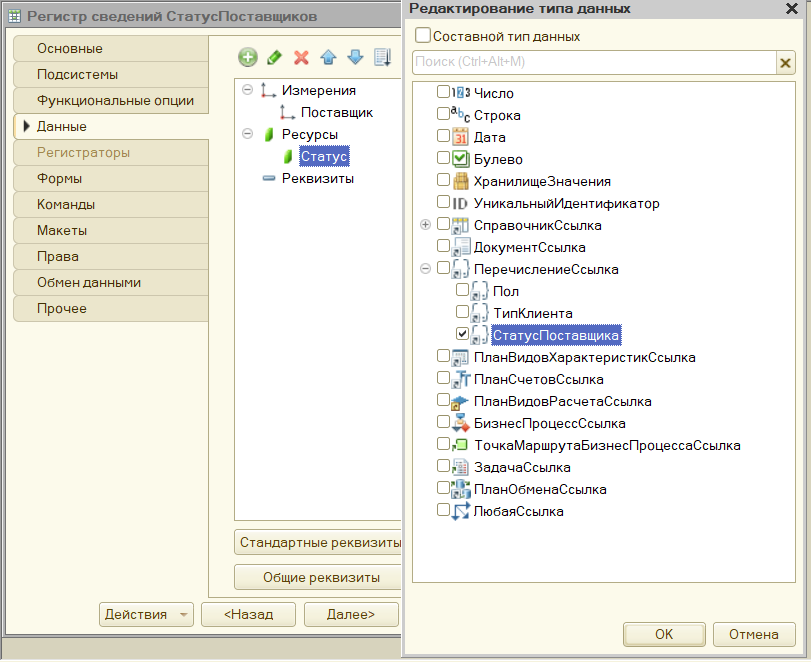 Регистр сведений СтатусПоставщиков
Основные
Подсистемы
Функциональные опции
Данные
Регистраторы
Формы
Команды
Макеты
Права
Обмен данными
Прочее
Измерения
Поставщик
Ресурсы
Статус
Реквизиты
Стандартные реквизиты
Общие реквизиты
Действия
<Назад
Далее>
Редактирование типа данных
Составной тип данных
Поиск (Ctrl+Alt+M)
Число
Строка
Дата
Булево
ХранилищеЗначения
УникальныйИдентификатор
СправочникСсылка
ДокументСсылка
ПеречислениеСсылка
Пол
ТипКлиента
СтатусПоставщика
ПланВидовХарактеристикСсылка
ПланСчетовСсылка
ПланВидовРасчетаСсылка
БизнесПроцессСсылка
ТочкаМаршрутаБизнесПроцессаСсылка
ЗадачаСсылка
ПланОбменаСсылка
ЛюбаяСсылка
OK
Отмена